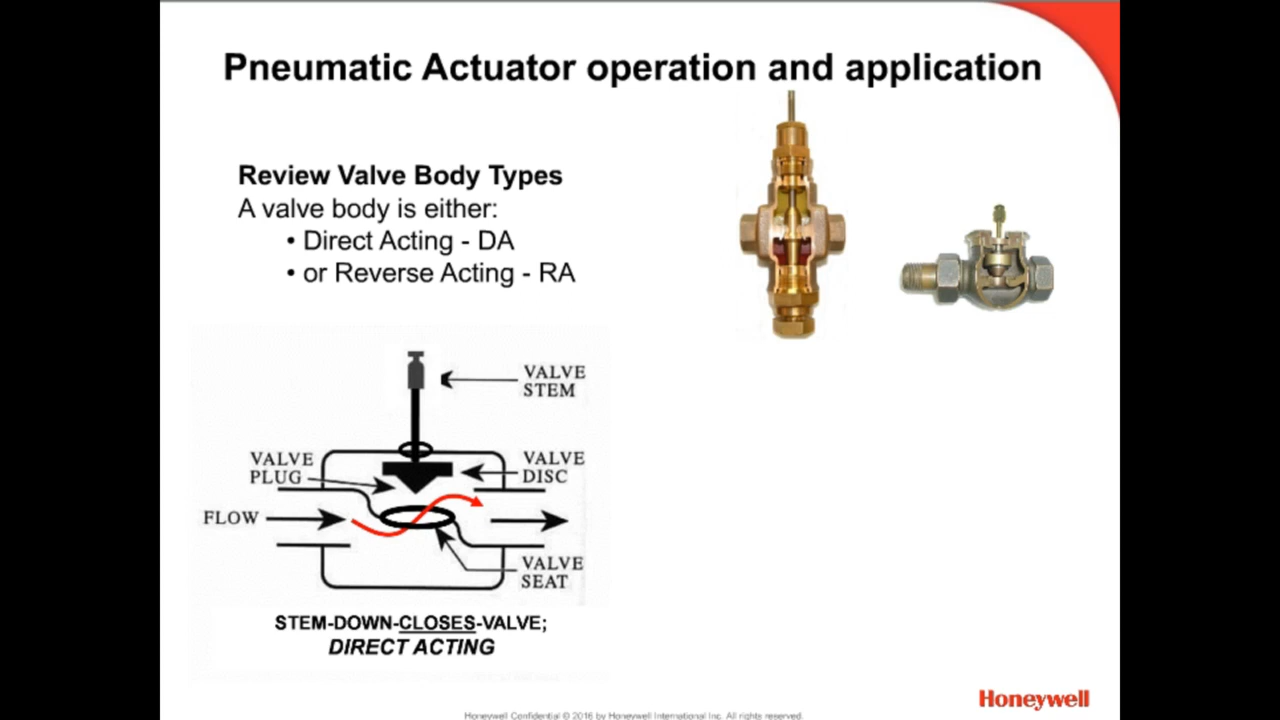 Pneumatic Actuator operation and application
Review Valve Body Types
A valve body is either:
• Direct Acting - DA
• or Reverse Acting - RA
VALVE
STEM
VALVE
PLUG
VALVE
DISC
FLOW
VALVE
SEAT
STEM-DOWN-CLOSES-VALVE;
DIRECT ACTING
Honeywell
Honeywell Confidential © 2016 by Honeywell International Inc. All rights reserved.